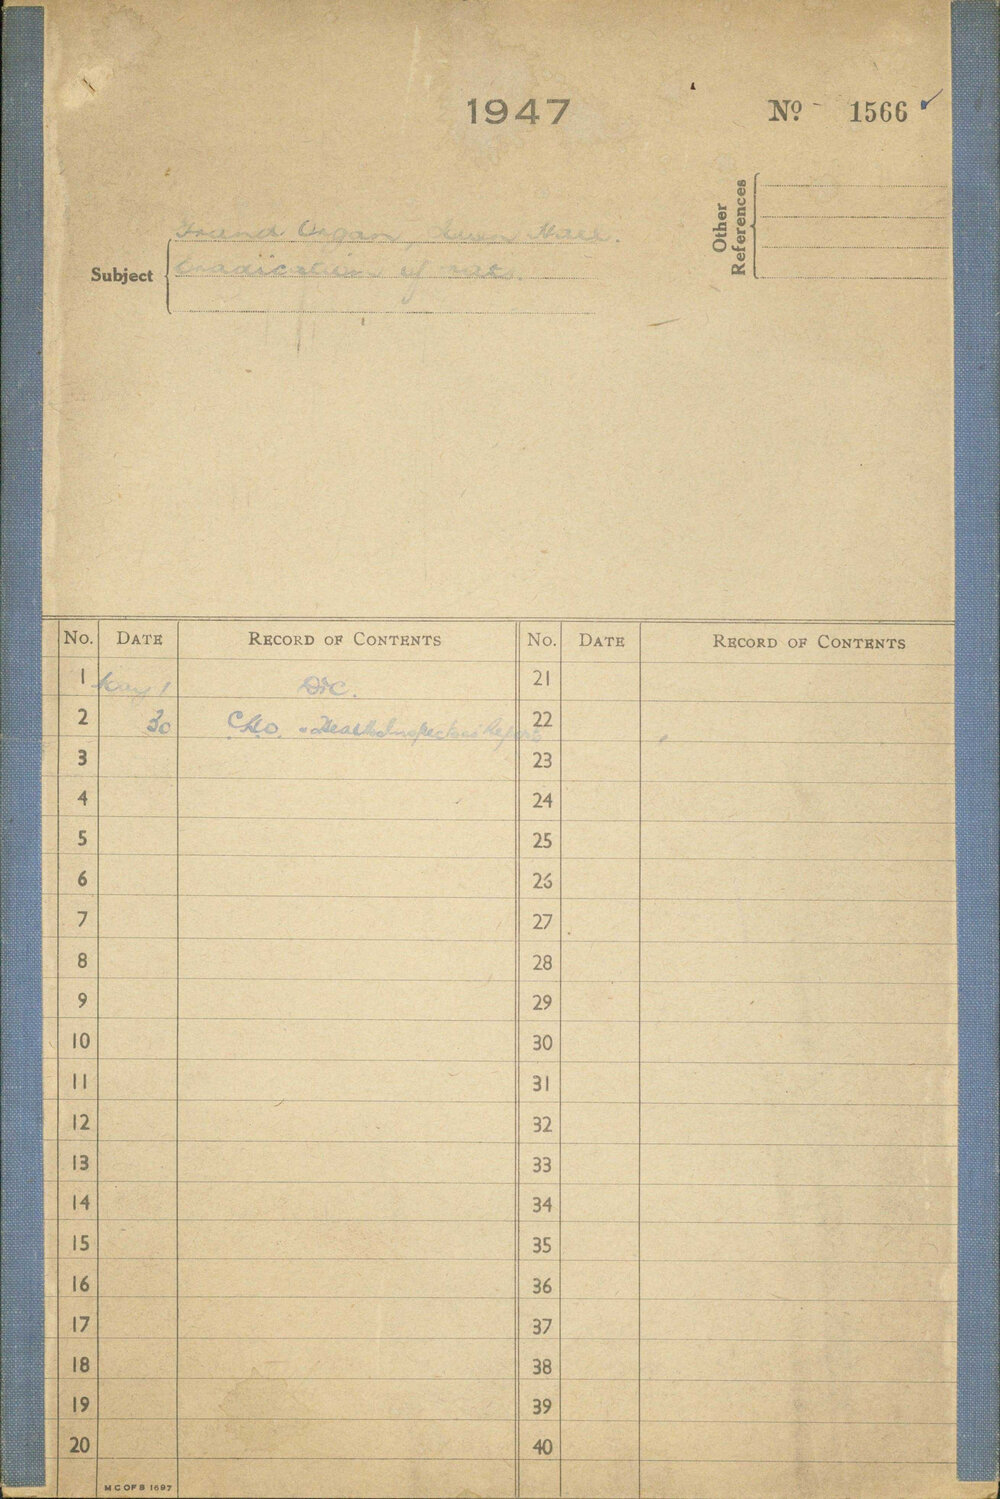 1947
Nº 1566
Other
References
Grand Organ, Town Hall.
Subject
Eradication of rats.
No. DATE RECORD OF CONTENTS No. DATE RECORD OF CONTENTS
1 May 1 21
2 30 C.H.O. Health Inspectors Report 22
3 23
4 24
5 25
6 26
7 27
8 28
9 29
10 30
11 31
12 32
13 33
14 34
15 35
16 36
17 37
18 38
19 39
20 40
M C OF B 1697